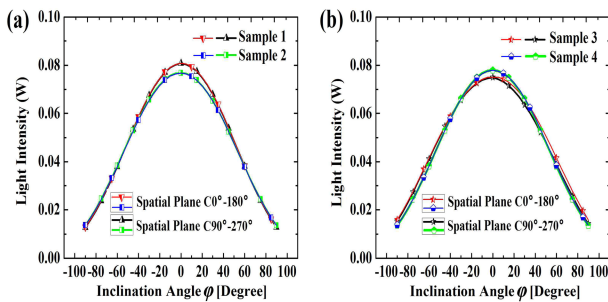 (a)
Sample 1
Sample 2
Light Intensity (W)
0.10
0.08
0.06
0.04
0.02
0.00
Spatial Plane C0°-180°
Spatial Plane C90°-270°
-100 -80 -60 -40 -20 0 20 40 60 80 100
Inclination Angle φ [Degree]
(b)
Sample 3
Sample 4
Light Intensity (W)
0.10
0.08
0.06
0.04
0.02
0.00
Spatial Plane C0°-180°
Spatial Plane C90°-270°
-100 -80 -60 -40 -20 0 20 40 60 80 100
Inclination Angle φ [Degree]